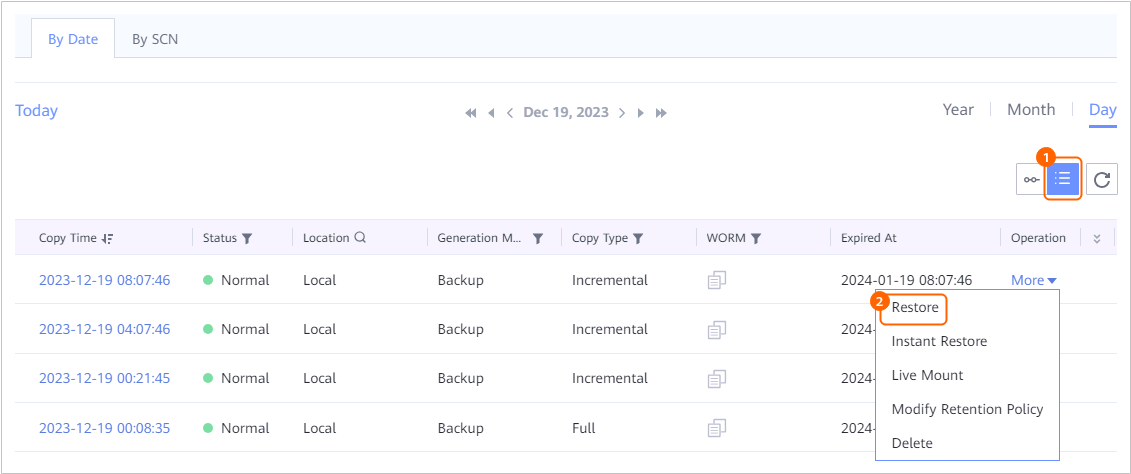 By Date By SCN
Today Dec 19, 2023 Year Month Day
1
Copy Time Status Location Generation M... Copy Type WORM Expired At Operation
2023-12-19 08:07:46 Normal Local Backup Incremental 2024-01-19 08:07:46 More
2 Restore
2023-12-19 04:07:46 Normal Local Backup Incremental 2024-
Instant Restore
2023-12-19 00:21:45 Normal Local Backup Incremental 2024-
Live Mount
Modify Retention Policy
2023-12-19 00:08:35 Normal Local Backup Full 2024-
Delete